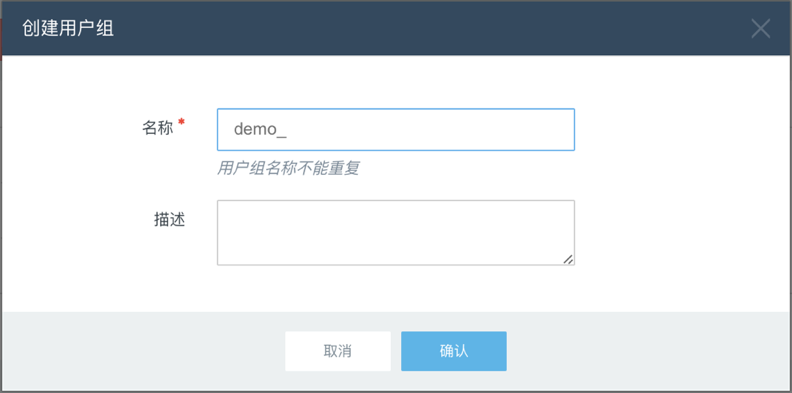 创建用户组
名称 *
demo_
用户组名称不能重复
描述
取消 确认